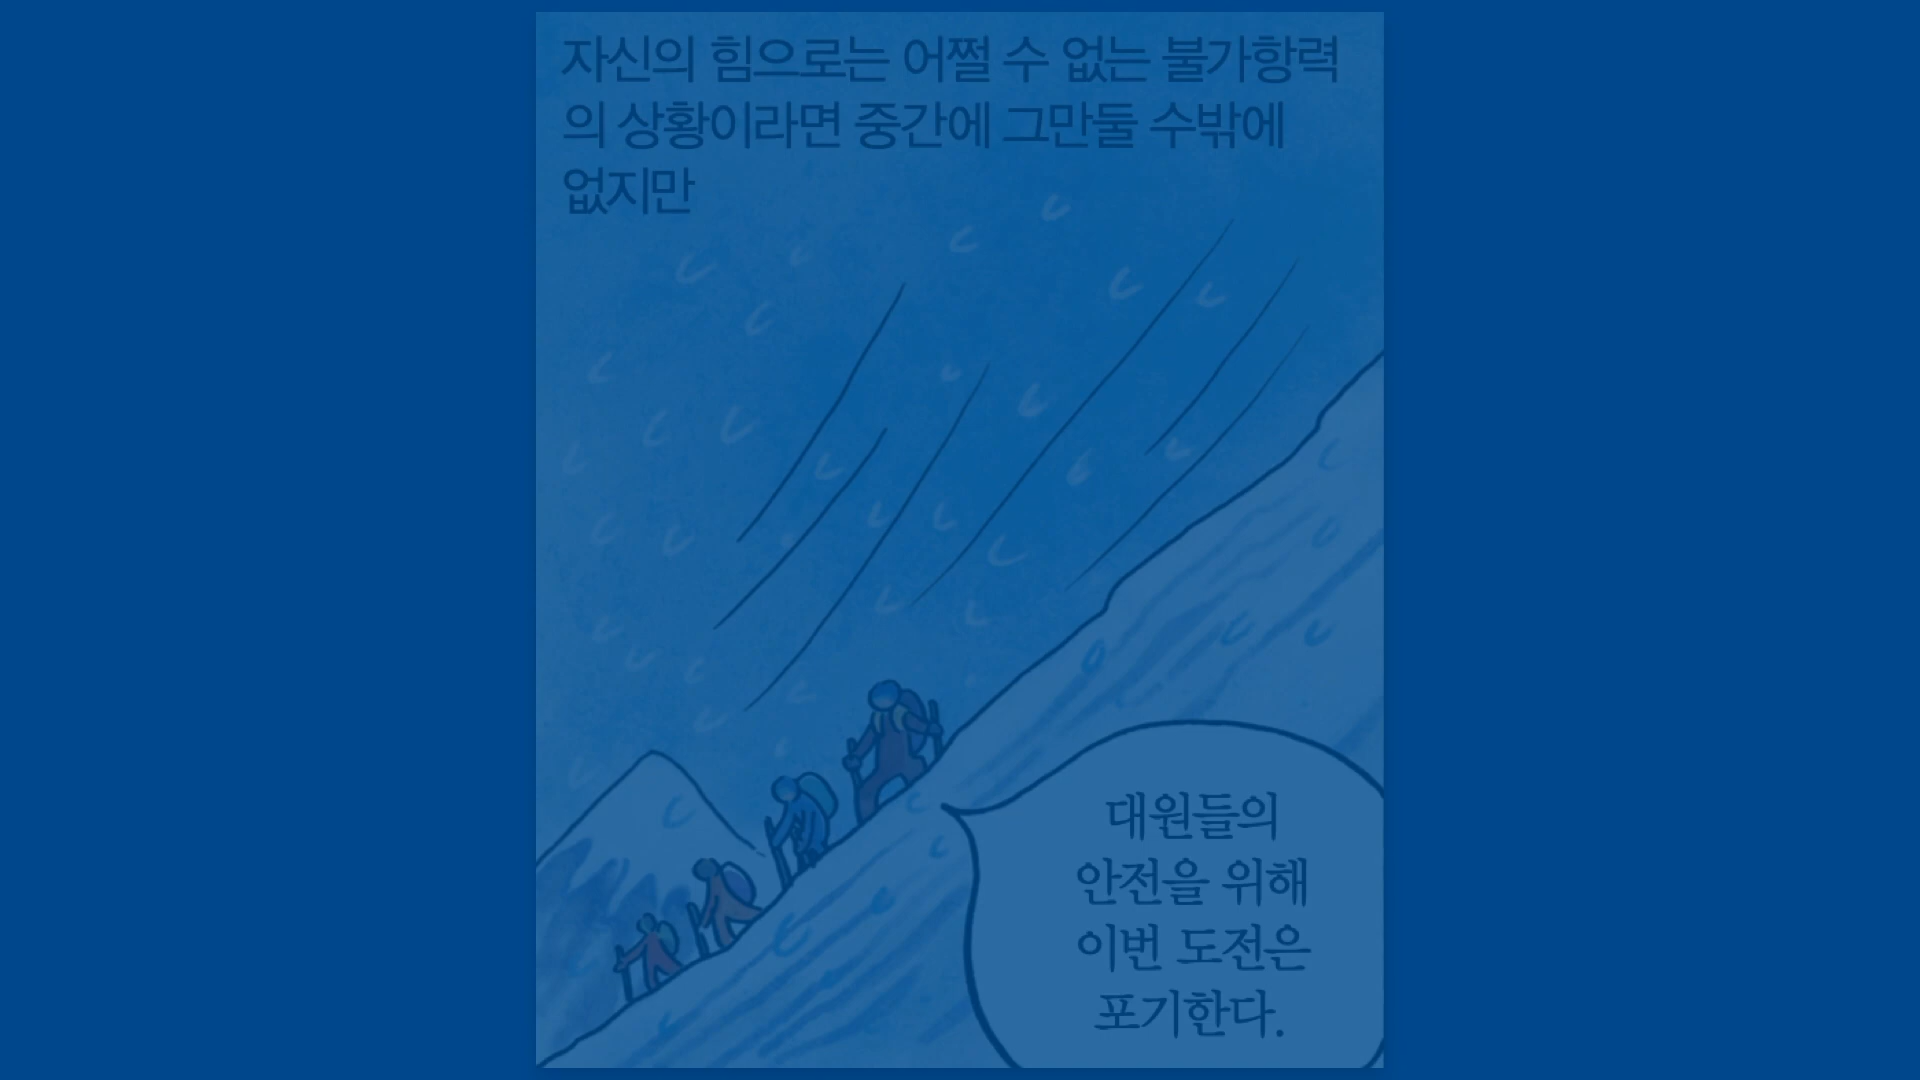 자신의 힘으로는 어쩔 수 없는 불가항력
의 상황이라면 중간에 그만둘 수밖에
없지만
대원들의
안전을 위해
이번 도전은
포기한다.